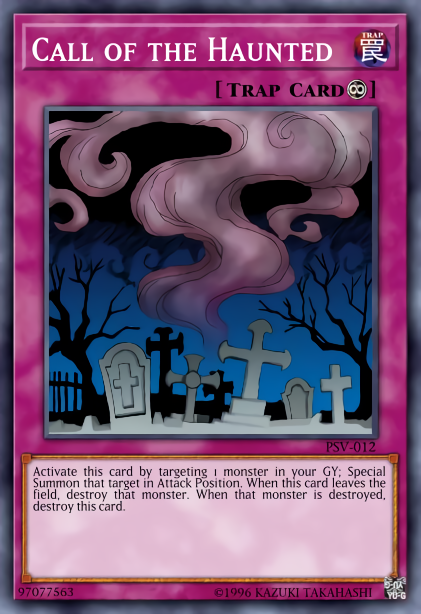 CALL OF THE HAUNTED
TRAP
罠
[TRAP CARD♾]
PSV-012
Activate this card by targeting 1 monster in your GY; Special
Summon that target in Attack Position. When this card leaves the
field, destroy that monster. When that monster is destroyed,
destroy this card.
97077563
©1996 KAZUKI TAKAHASHI